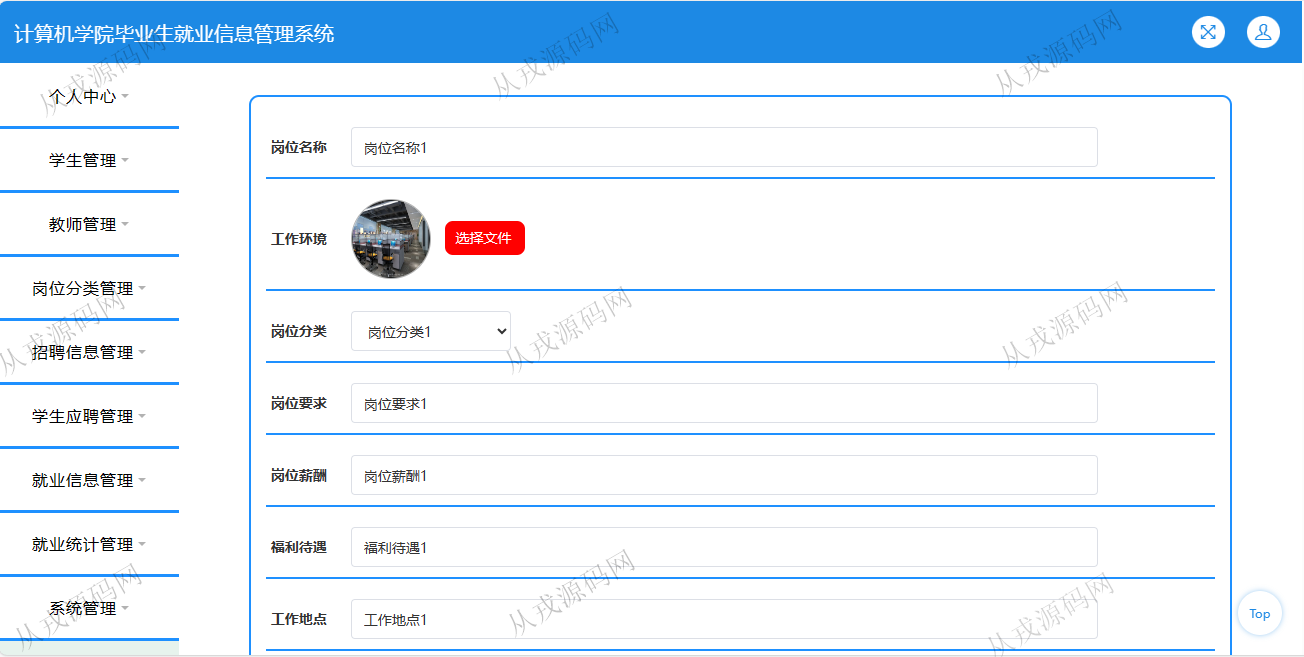 计算机学院毕业生就业信息管理系统
个人中心
学生管理
教师管理
岗位分类管理
招聘信息管理
学生应聘管理
就业信息管理
就业统计管理
系统管理
岗位名称 岗位名称1
工作环境 选择文件
岗位分类 岗位分类1
岗位要求 岗位要求1
岗位薪酬 岗位薪酬1
福利待遇 福利待遇1
工作地点 工作地点1
Top
从戎源码网
从戎源码网
从戎源码网
从戎源码网
从戎源码网
从戎源码网
从戎源码网
从戎源码网
从戎源码网